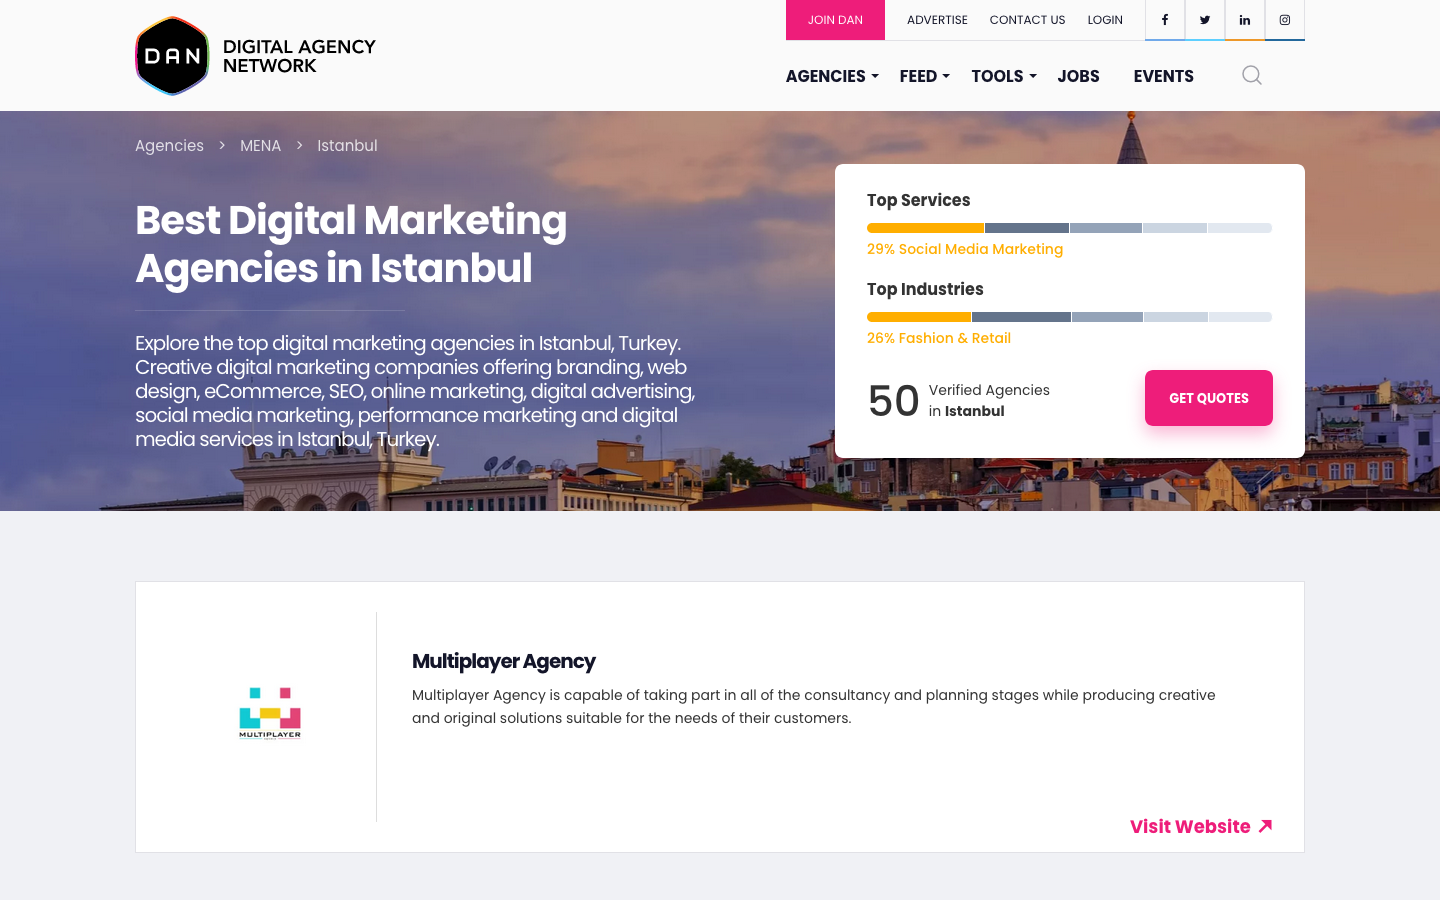 JOIN DAN
ADVERTISE
CONTACT US
LOGIN
DAN
DIGITAL AGENCY
NETWORK
AGENCIES
FEED
TOOLS
JOBS
EVENTS
Agencies > MENA > Istanbul
Best Digital Marketing
Agencies in Istanbul
Explore the top digital marketing agencies in Istanbul, Turkey.
Creative digital marketing companies offering branding, web
design, eCommerce, SEO, online marketing, digital advertising,
social media marketing, performance marketing and digital
media services in Istanbul, Turkey.
Top Services
29% Social Media Marketing
Top Industries
26% Fashion & Retail
50 Verified Agencies
in Istanbul
GET QUOTES
MULTIPLAYER
Multiplayer Agency
Multiplayer Agency is capable of taking part in all of the consultancy and planning stages while producing creative
and original solutions suitable for the needs of their customers.
Visit Website